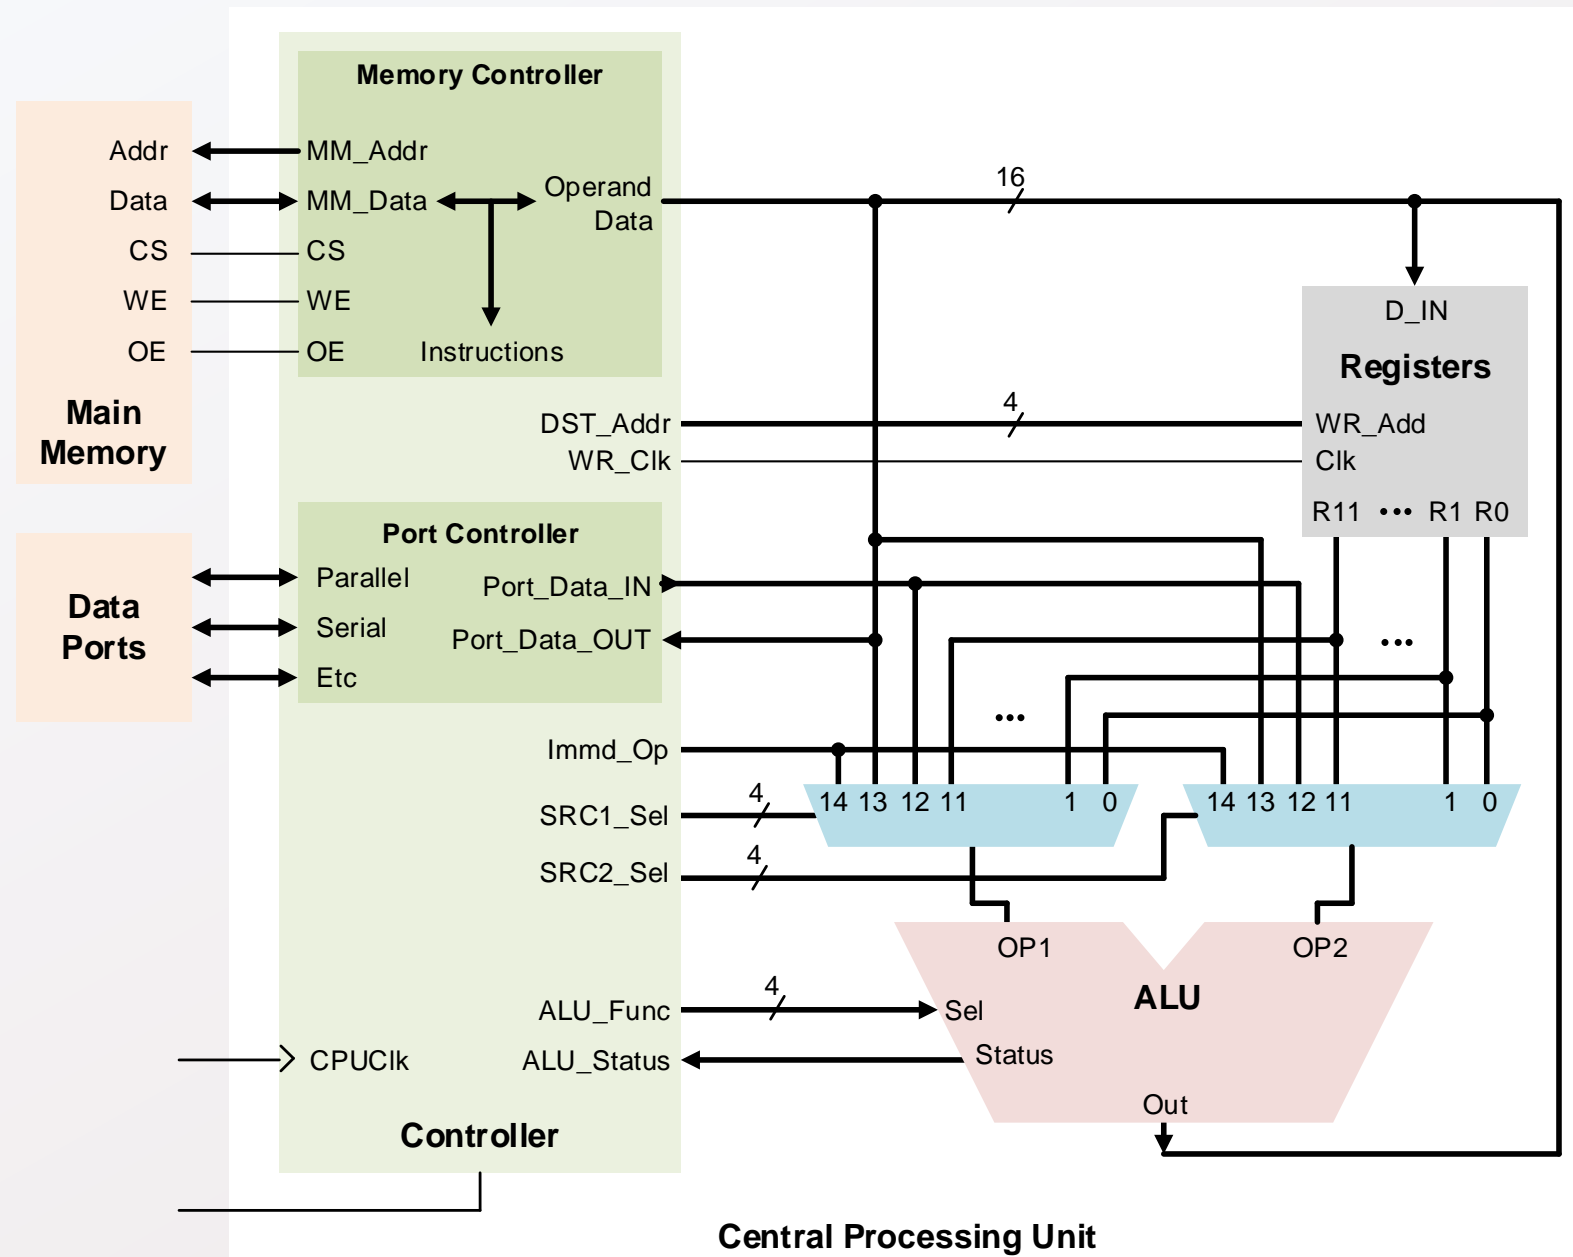 Memory Controller
Addr
MM_Addr
Data
MM_Data
Operand
Data
16
CS
CS
WE
WE
OE
OE
Instructions
Main
Memory
D_IN
Registers
DST_Addr
4
WR_Add
WR_Clk
Clk
R11 ••• R1 R0
Port Controller
Data
Ports
Parallel
Port_Data_IN
Serial
Port_Data_OUT
•••
Etc
•••
Immd_Op
SRC1_Sel
4
14 13 12 11 1 0
14 13 12 11 1 0
SRC2_Sel
4
OP1
OP2
ALU
ALU_Func
4
Sel
CPUClk
ALU_Status
Status
Out
Controller
Central Processing Unit